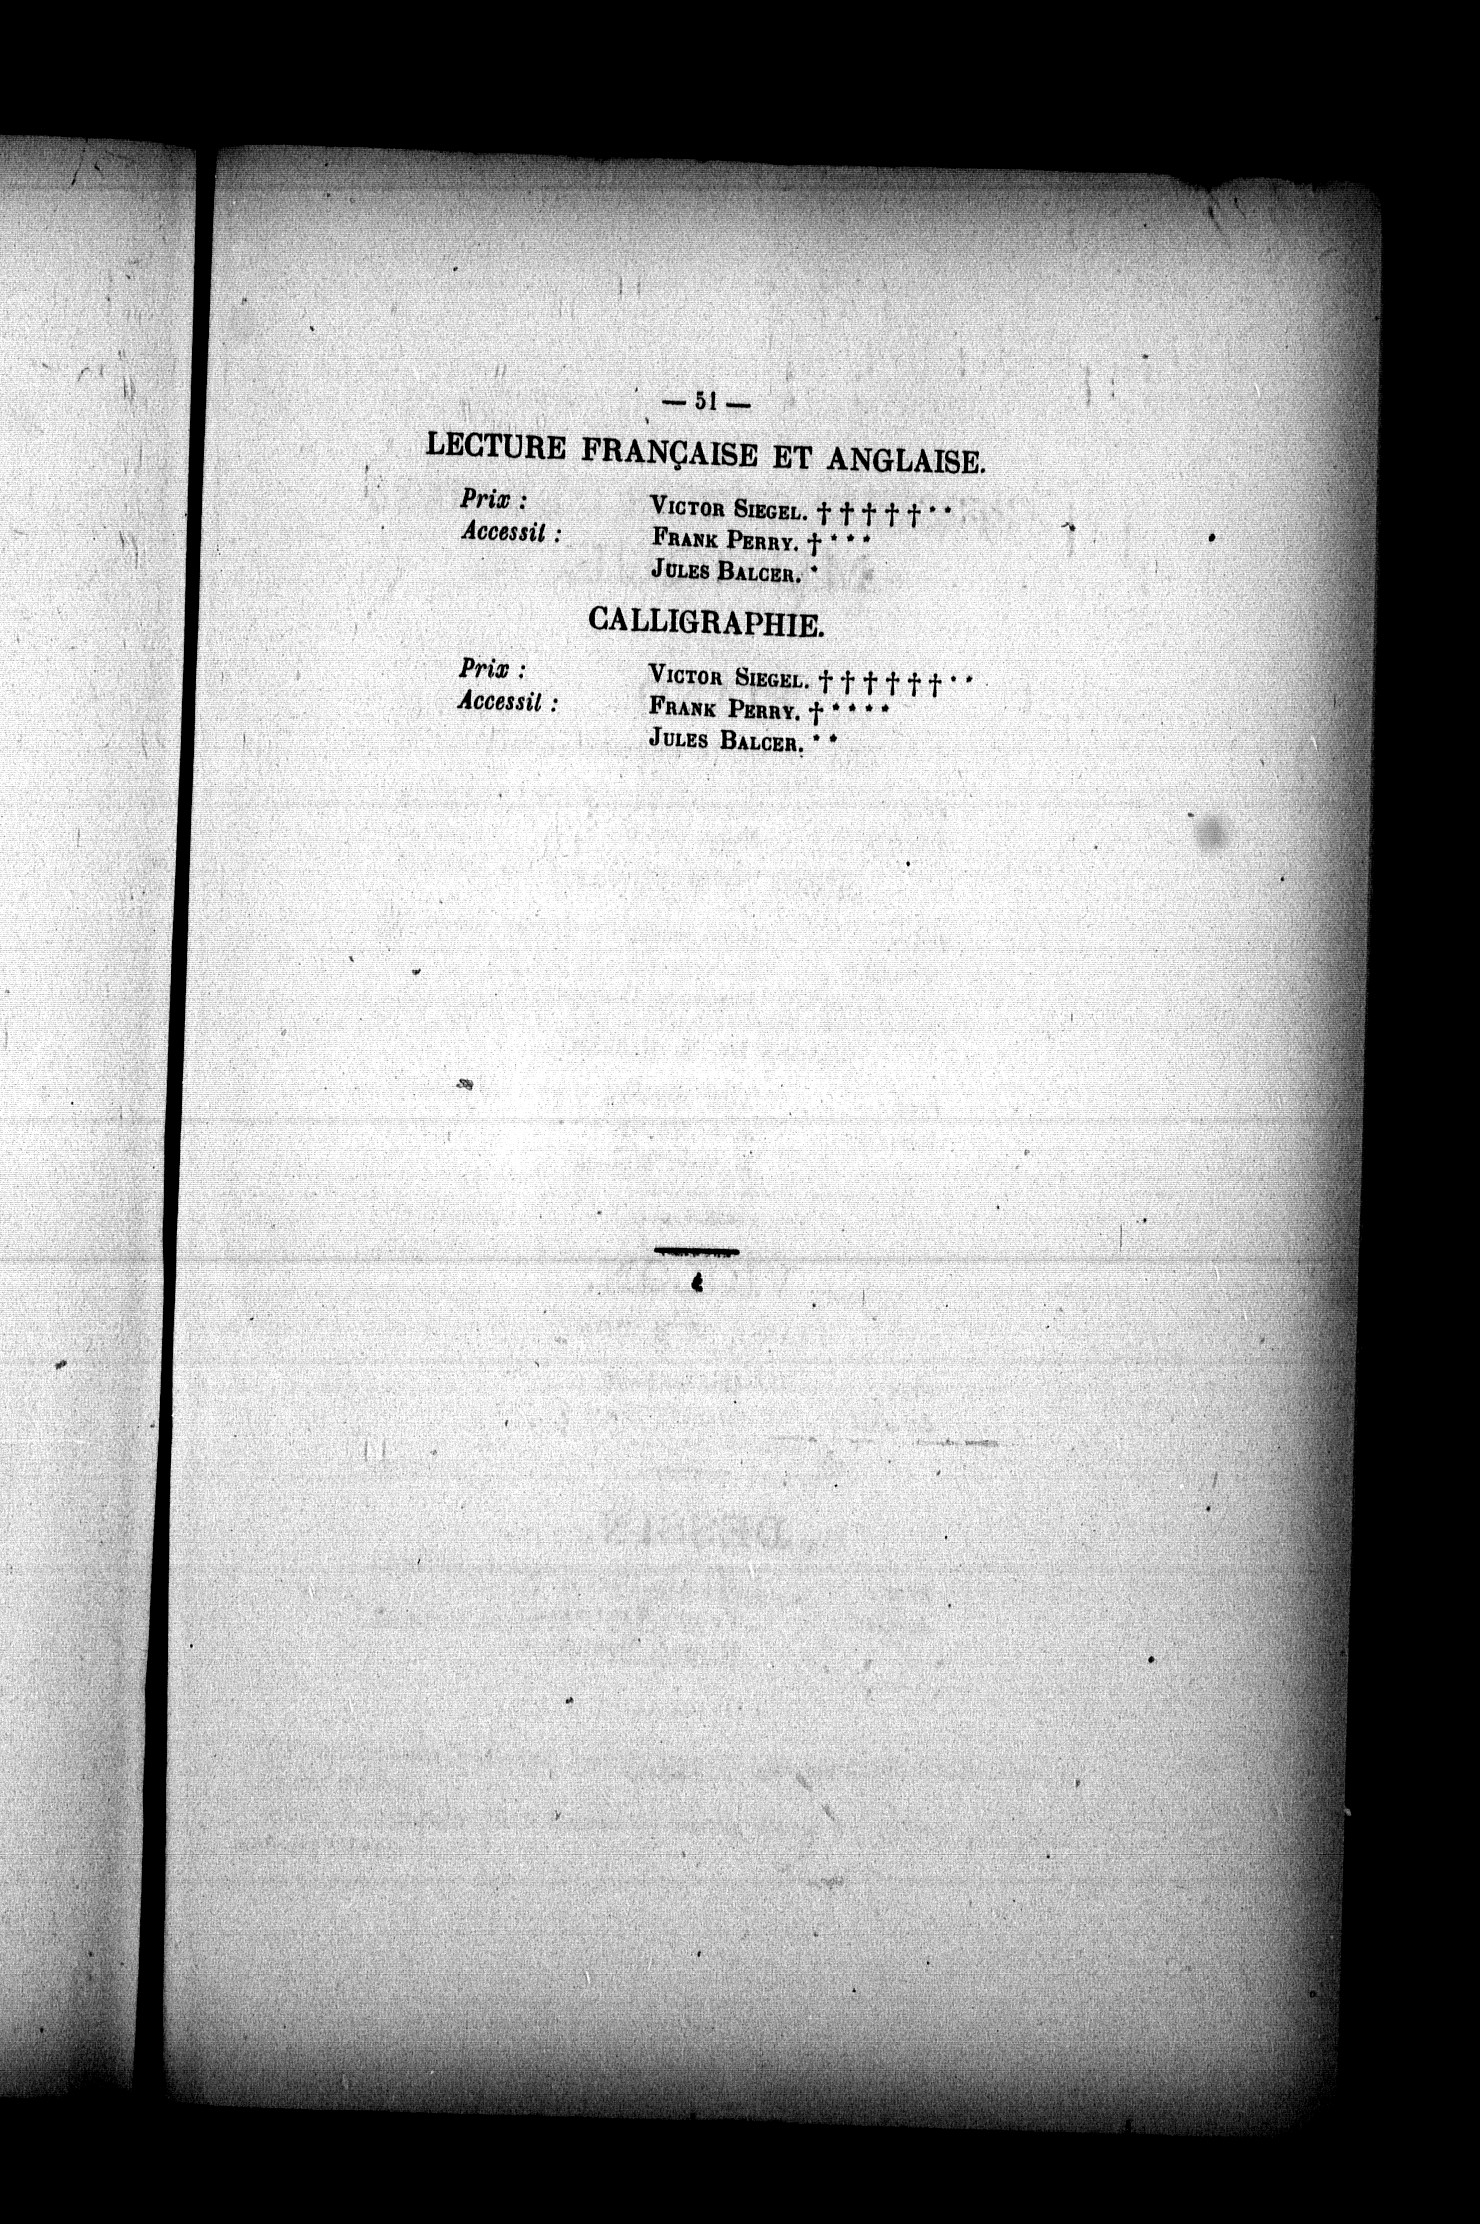 — 51 —
LECTURE FRANÇAISE ET ANGLAISE.
Prix : VICTOR SIEGEL. † † † † † * *
Accessit : FRANK PERRY. † * * *
JULES BALCER. *
CALLIGRAPHIE.
Prix : VICTOR SIEGEL. † † † † † † * *
Accessit : FRANK PERRY. † * * * *
JULES BALCER. * *